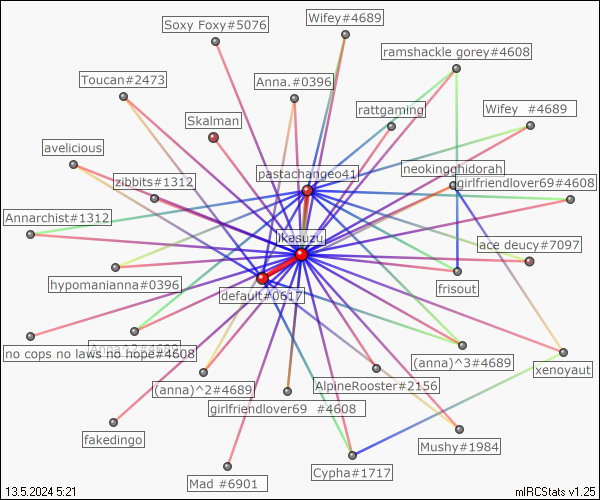 Soxy Foxy#5076
Wifey#4689
ramshackle gorey#4608
Toucan#2473
Anna.#0396
rattgaming
Wifey  #4689
Skalman
avelicious
pastachangeo41
neokingghidorah
zibbits#1312
girlfriendlover69#4608
Annarchist#1312
ikasuzu
ace deucy#7097
hypomanianna#0396
default#0617
frisout
Anna^2#4689
no cops no laws no hope#4608
(anna)^3#4689
xenoyaut
(anna)^2#4689
AlpineRooster#2156
girlfriendlover69  #4608
fakedingo
Mushy#1984
Cypha#1717
Mad #6901
13.5.2024 5:21
mIRCStats v1.25